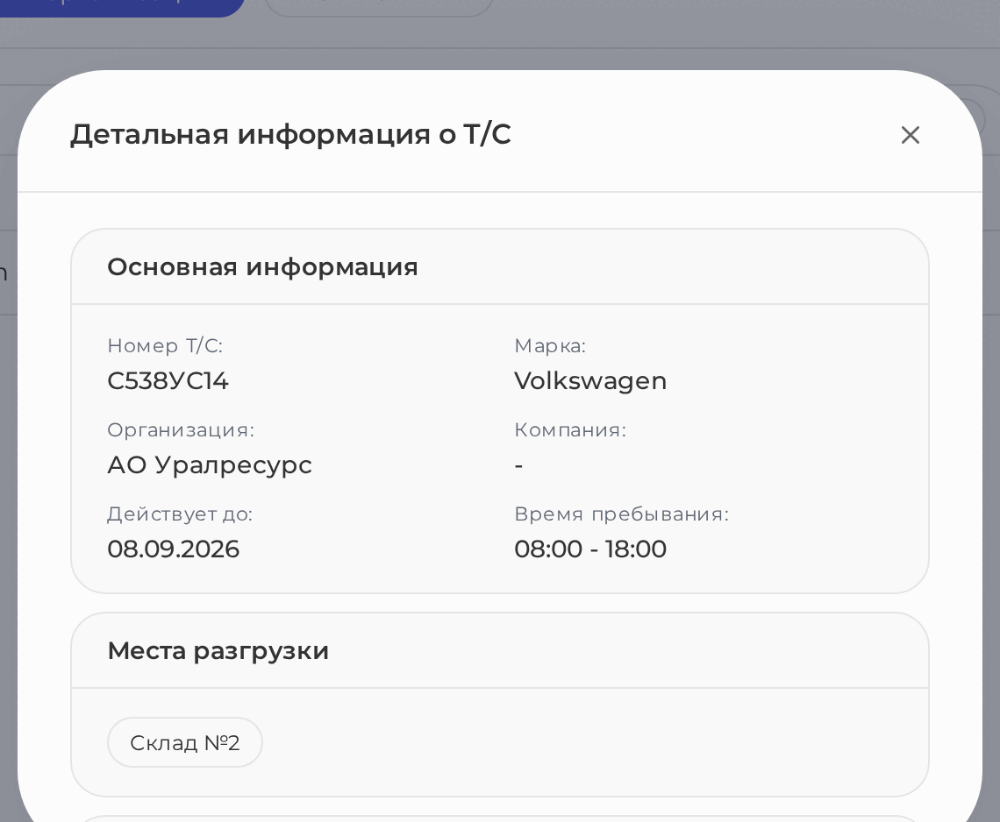 Детальная информация о Т/С
Основная информация
Номер Т/С:
Марка:
С538УС14
Volkswagen
Организация:
Компания:
АО Уралресурс
-
Действует до:
Время пребывания:
08.09.2026
08:00 - 18:00
Места разгрузки
Склад №2